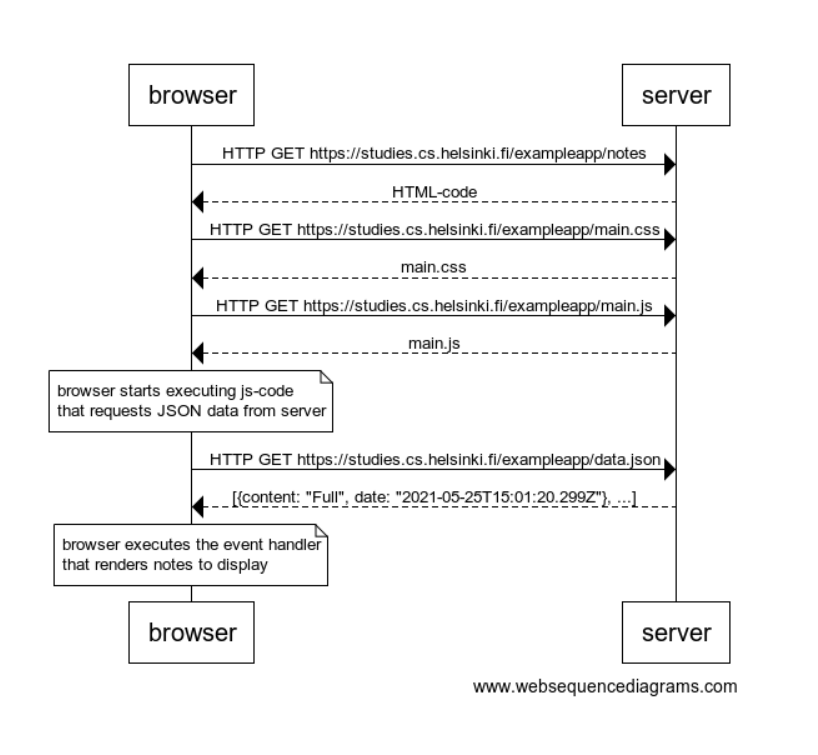 browser
server
HTTP GET https://studies.cs.helsinki.fi/exampleapp/notes
HTML-code
HTTP GET https://studies.cs.helsinki.fi/exampleapp/main.css
main.css
HTTP GET https://studies.cs.helsinki.fi/exampleapp/main.js
main.js
browser starts executing js-code
that requests JSON data from server
HTTP GET https://studies.cs.helsinki.fi/exampleapp/data.json
[{content: "Full", date: "2021-05-25T15:01:20.299Z"}, ...]
browser executes the event handler
that renders notes to display
browser
server
www.websequencediagrams.com